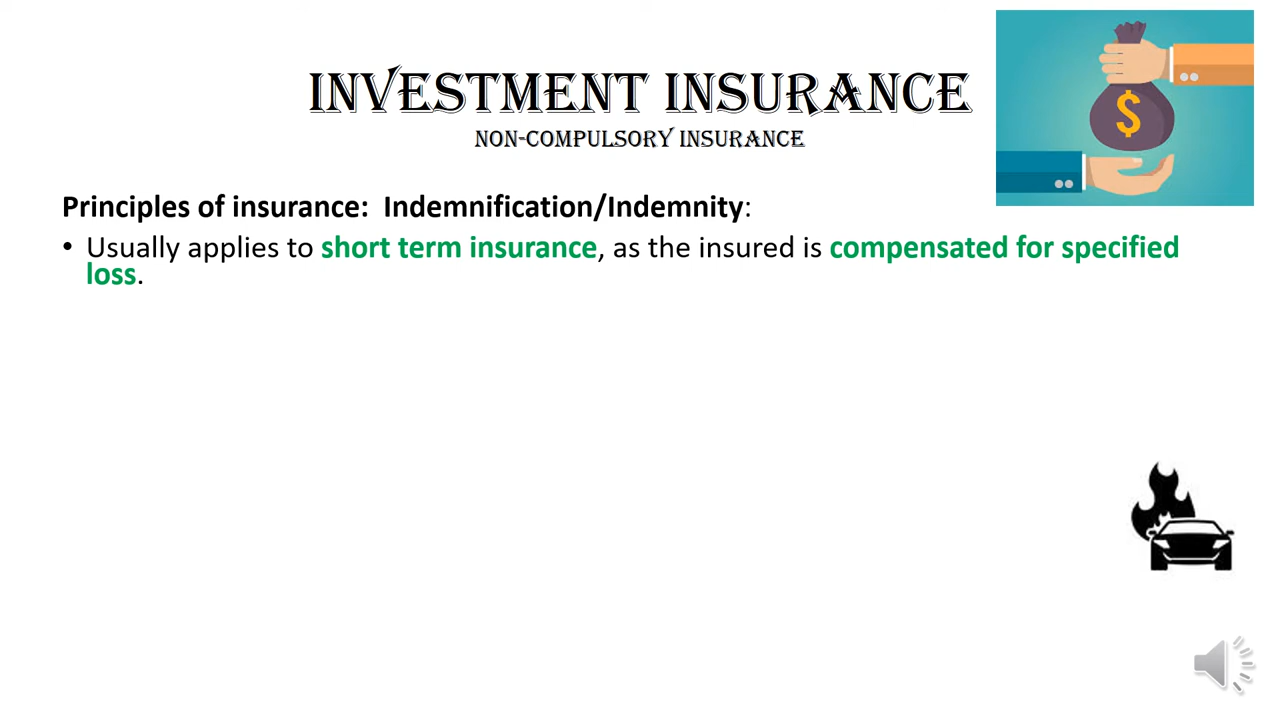 INVESTMENT INSURANCE
NON-COMPULSORY INSURANCE
$
Principles of insurance:  Indemnification/Indemnity:
• Usually applies to short term insurance, as the insured is compensated for specified
loss.